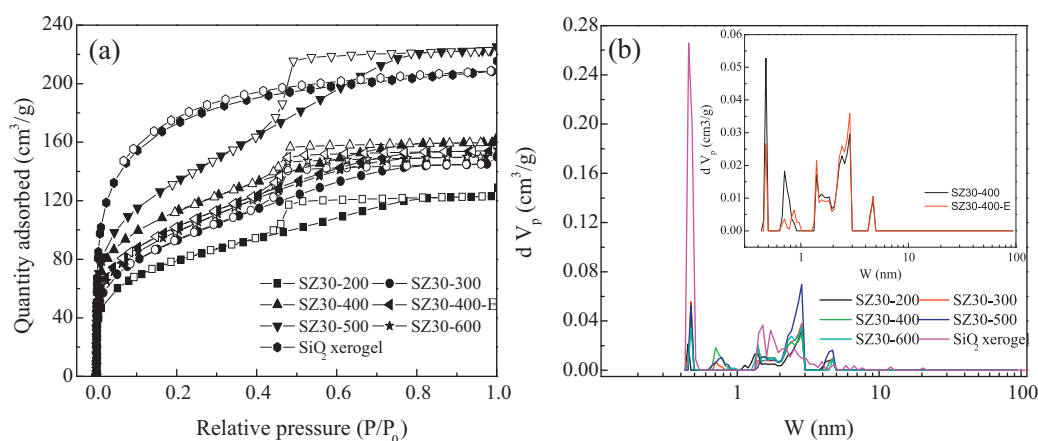 (a)
Quantity adsorbed (cm³/g)
240
200
160
120
80
40
0
0.0 0.2 0.4 0.6 0.8 1.0
Relative pressure (P/P₀)
SZ30-200 SZ30-300
SZ30-400 SZ30-400-E
SZ30-500 SZ30-600
SiO₂ xerogel
(b)
d Vₚ (cm³/g)
0.28
0.24
0.20
0.16
0.12
0.08
0.04
0.00
1 10 100
W (nm)
SZ30-200 SZ30-300
SZ30-400 SZ30-500
SZ30-600 SiO₂ xerogel
d Vₚ (cm3/g)
0.06
0.05
0.04
0.03
0.02
0.01
0.00
1 10 100
W (nm)
SZ30-400
SZ30-400-E